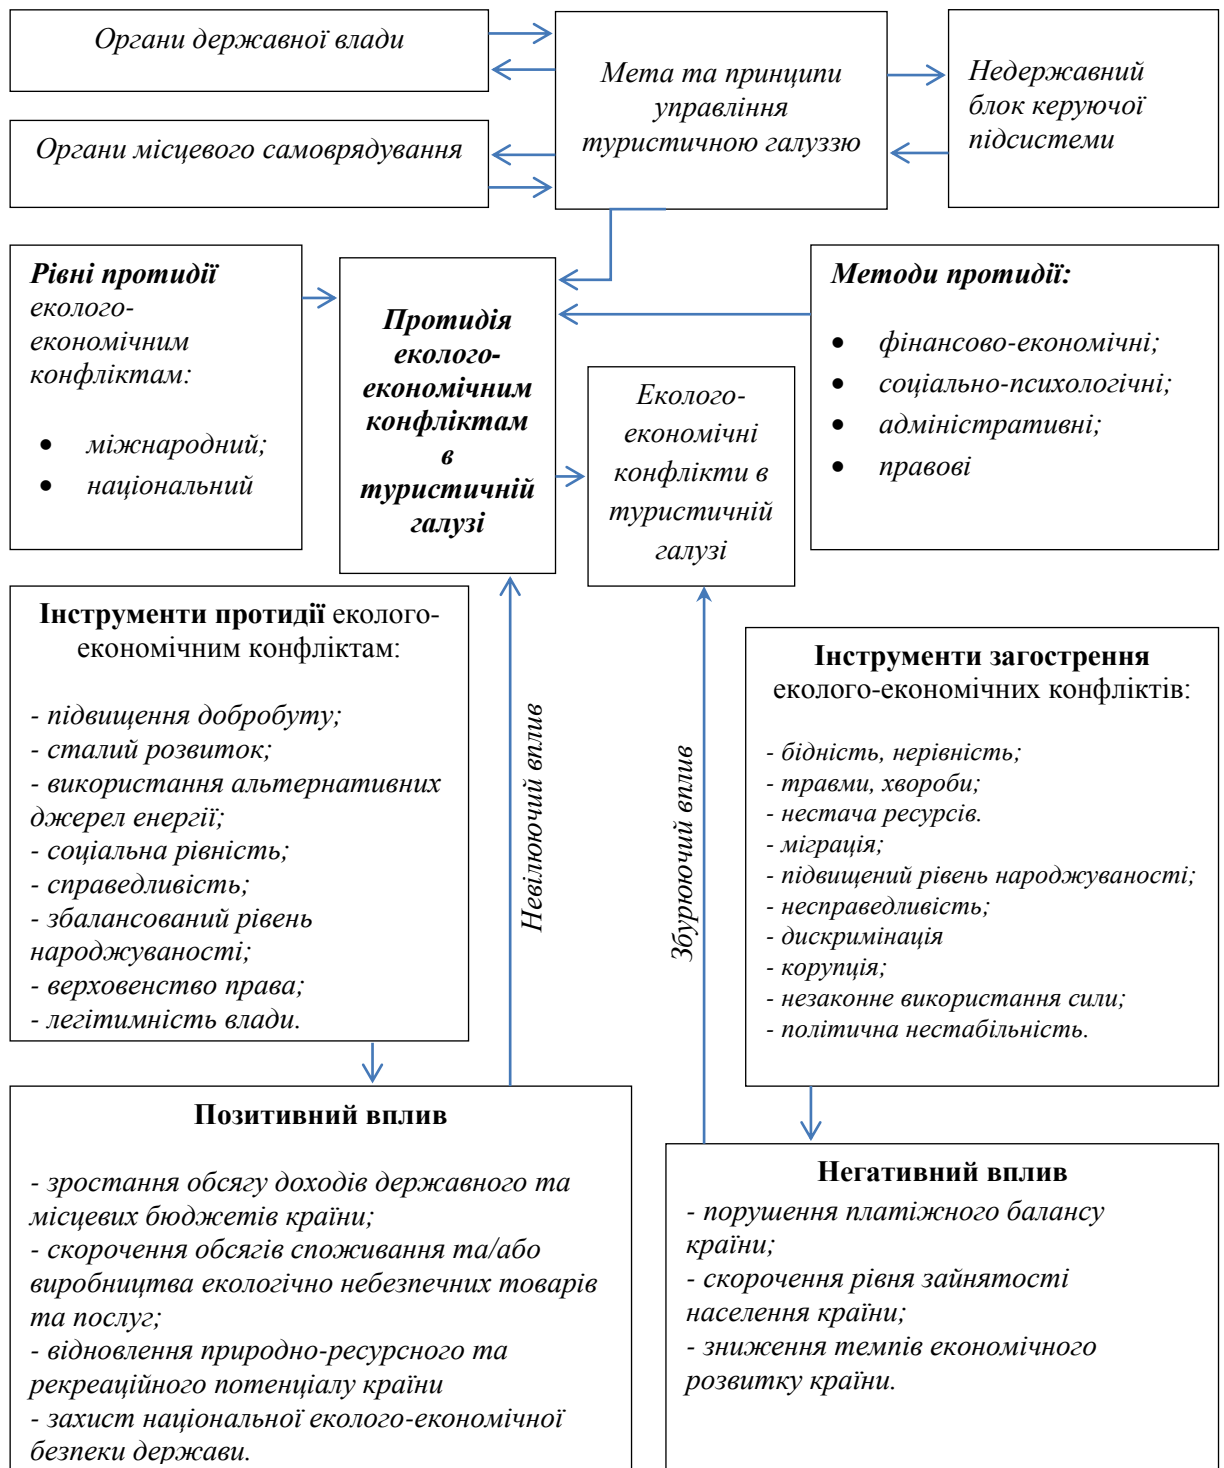 Органи державної влади
Мета та принципи
управління
туристичною галуззю
Недержавний
блок керуючої
підсистеми
Органи місцевого самоврядування
Рівні протидії
еколого-
економічним
конфліктам:
• міжнародний;
• національний
Протидія
еколого-
економічним
конфліктам
в
туристичній
галузі
Еколого-
економічні
конфлікти в
туристичній
галузі
Методи протидії:
• фінансово-економічні;
• соціально-психологічні;
• адміністративні;
• правові
Інструменти протидії еколого-
економічним конфліктам:
- підвищення добробуту;
- сталий розвиток;
- використання альтернативних
джерел енергії;
- соціальна рівність;
- справедливість;
- збалансований рівень
народжуваності;
- верховенство права;
- легітимність влади.
Невілюючий вплив
Збурюючий вплив
Інструменти загострення
еколого-економічних конфліктів:
- бідність, нерівність;
- травми, хвороби;
- нестача ресурсів.
- міграція;
- підвищений рівень народжуваності;
- несправедливість;
- дискримінація
- корупція;
- незаконне використання сили;
- політична нестабільність.
Позитивний вплив
- зростання обсягу доходів державного та
місцевих бюджетів країни;
- скорочення обсягів споживання та/або
виробництва екологічно небезпечних товарів
та послуг;
- відновлення природно-ресурсного та
рекреаційного потенціалу країни
- захист національної еколого-економічної
безпеки держави.
Негативний вплив
- порушення платіжного балансу
країни;
- скорочення рівня зайнятості
населення країни;
- зниження темпів економічного
розвитку країни.